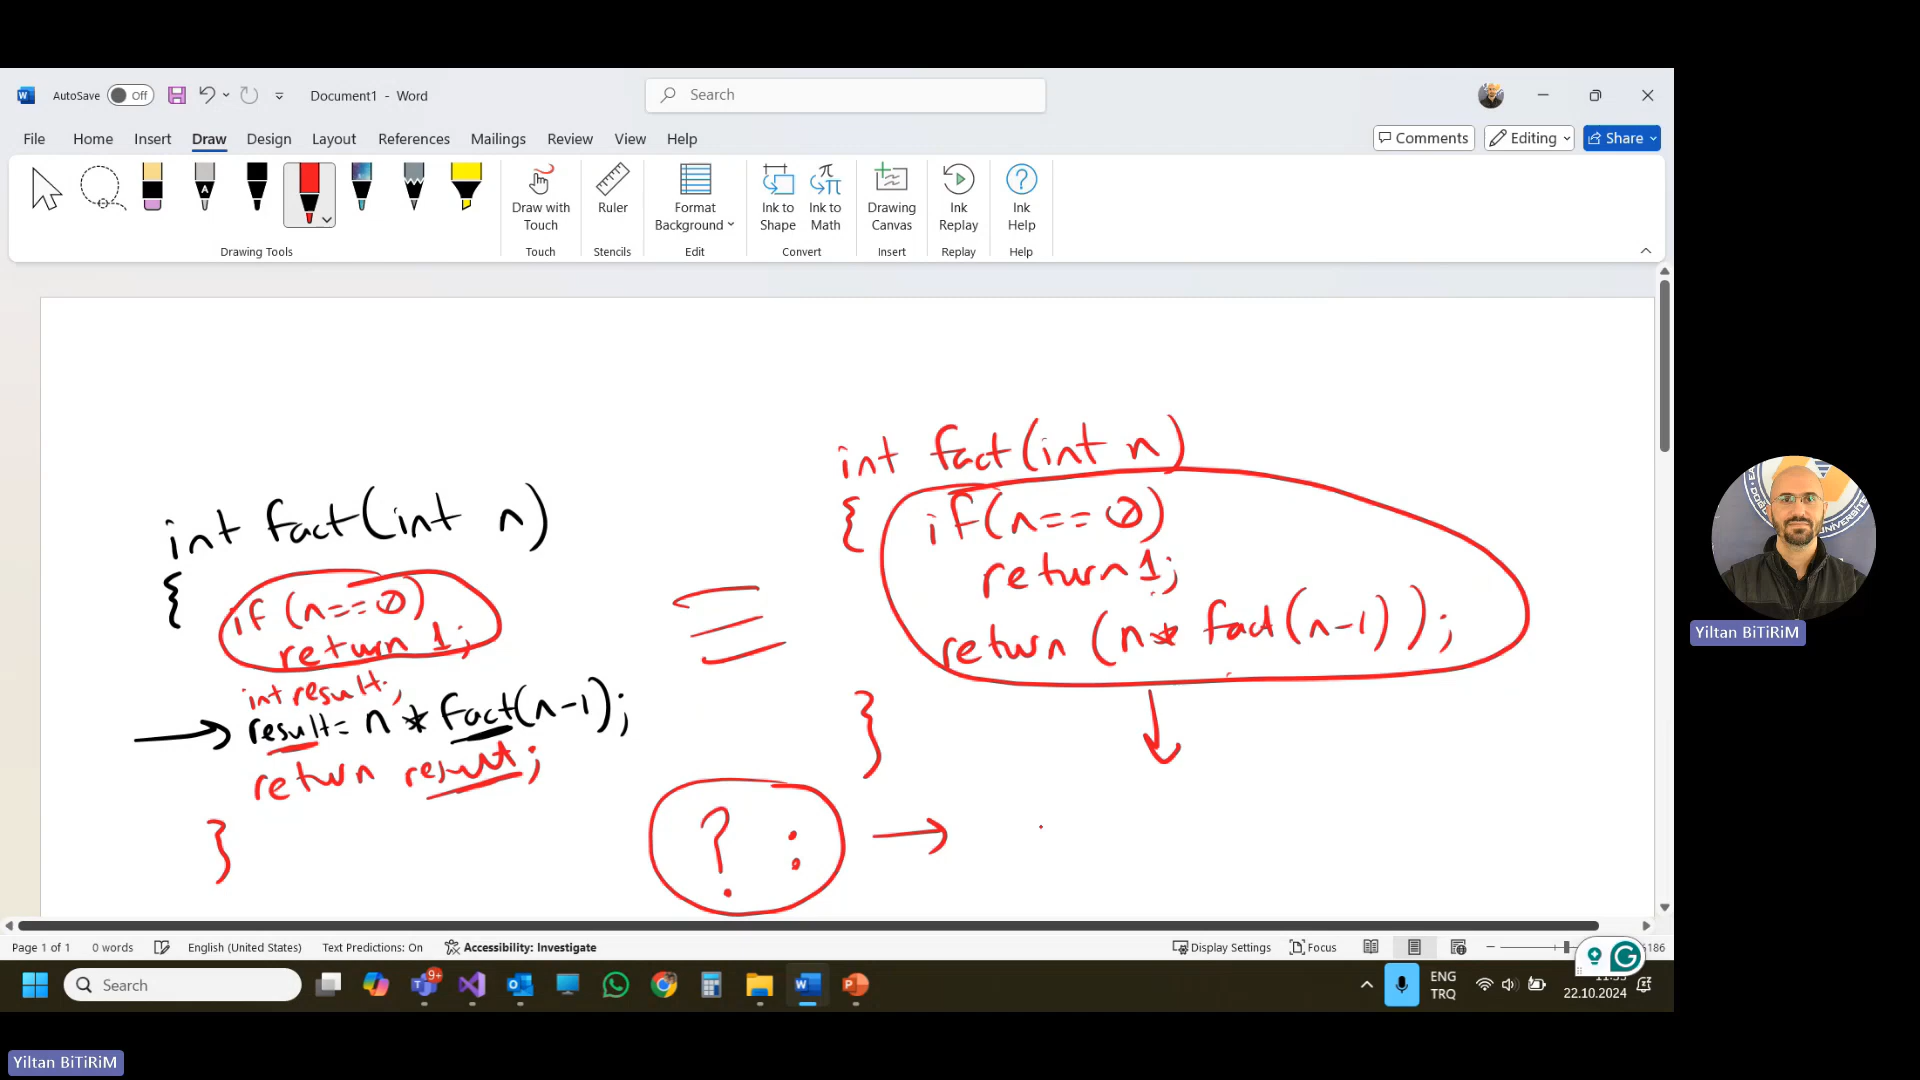 AutoSave Off Document1 - Word Search
File Home Insert Draw Design Layout References Mailings Review View Help Comments Editing Share
Draw with Touch
Ruler
Format Background
Ink to Shape
Ink to Math
Drawing Canvas
Ink Replay
Ink Help
Drawing Tools Touch Stencils Edit Convert Insert Replay Help
int fact(int n)
{
if (n==0)
return 1;
int result;
result= n * fact(n-1);
return result;
}
≡
int fact(int n)
{ if(n==0)
return 1;
return (n* fact(n-1));
}
? :
Yiltan BiTiRiM
Page 1 of 1 0 words English (United States) Text Predictions: On Accessibility: Investigate Display Settings Focus
Search 9+ ENG
TRQ
22.10.2024
Yiltan BiTiRiM